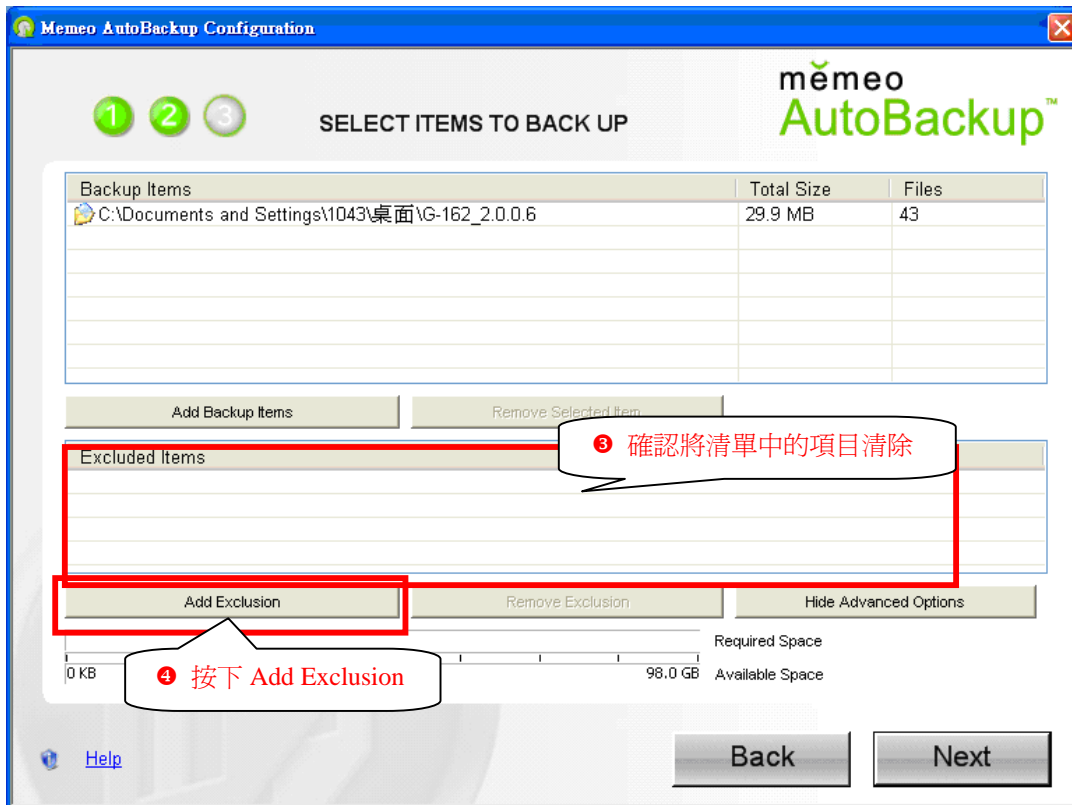 Memeo AutoBackup Configuration
mĕmeo
AutoBackup™
1 2 3
SELECT ITEMS TO BACK UP
Backup Items Total Size Files
C:\Documents and Settings\1043\桌面\G-162_2.0.0.6 29.9 MB 43
Add Backup Items Remove Selected Item
❸ 確認將清單中的項目清除
Excluded Items
Add Exclusion Remove Exclusion Hide Advanced Options
Required Space
0 KB 98.0 GB Available Space
❹ 按下 Add Exclusion
Help Back Next